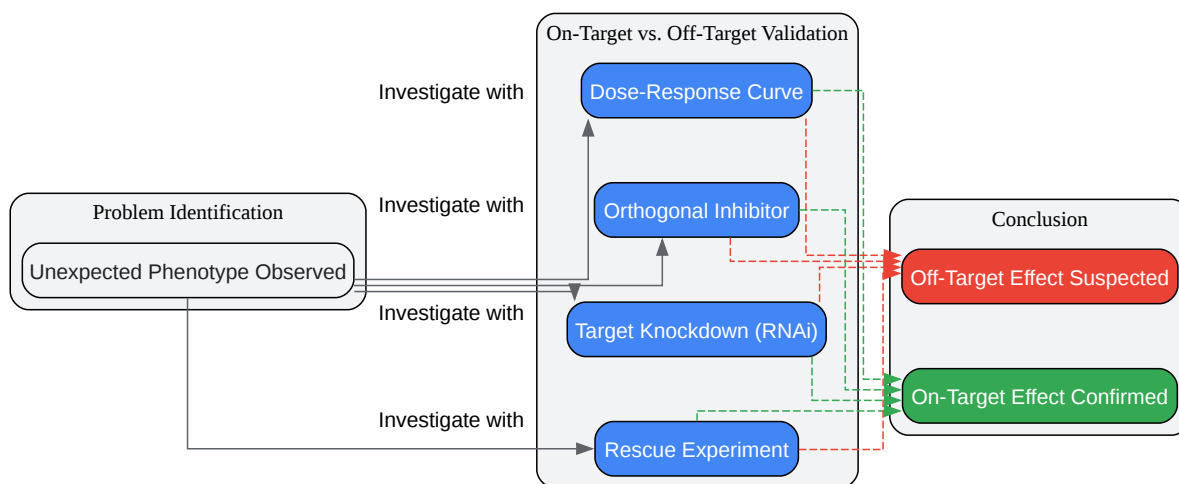 On-Target vs. Off-Target Validation
Investigate with
Dose-Response Curve
Investigate with
Orthogonal Inhibitor
Problem Identification
Conclusion
Unexpected Phenotype Observed
Off-Target Effect Suspected
Investigate with
Target Knockdown (RNAi)
On-Target Effect Confirmed
Investigate with
Rescue Experiment